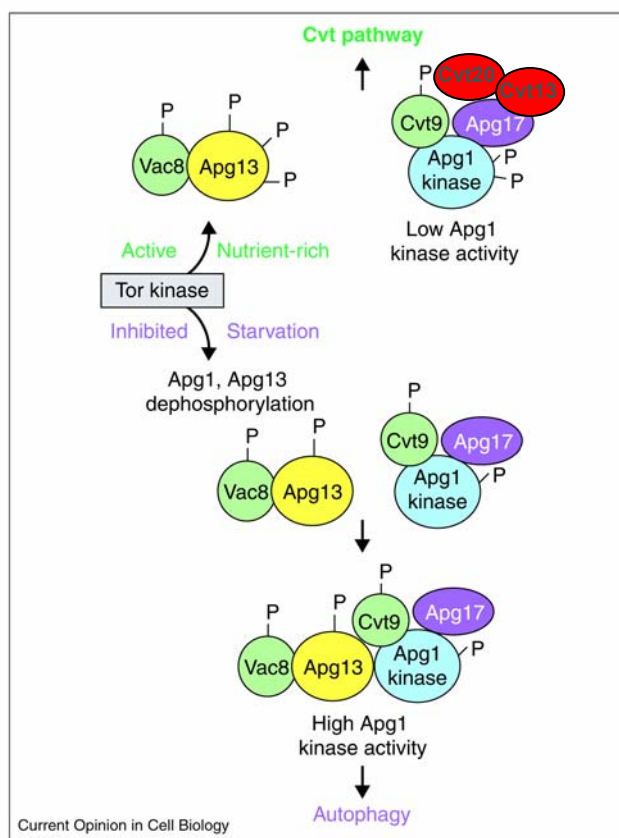 Cvt pathway
P
Cvt20
Cvt13
Cvt9
Apg17
Apg1
kinase
P
P
Low Apg1
kinase activity
P
P
P
P
Vac8
Apg13
Active
Nutrient-rich
Tor kinase
Inhibited
Starvation
Apg1, Apg13
dephosphorylation
P
P
Vac8
Apg13
P
Cvt9
Apg17
Apg1
kinase
P
P
P
P
Cvt9
Apg17
Vac8
Apg13
Apg1
kinase
P
High Apg1
kinase activity
Autophagy
Current Opinion in Cell Biology